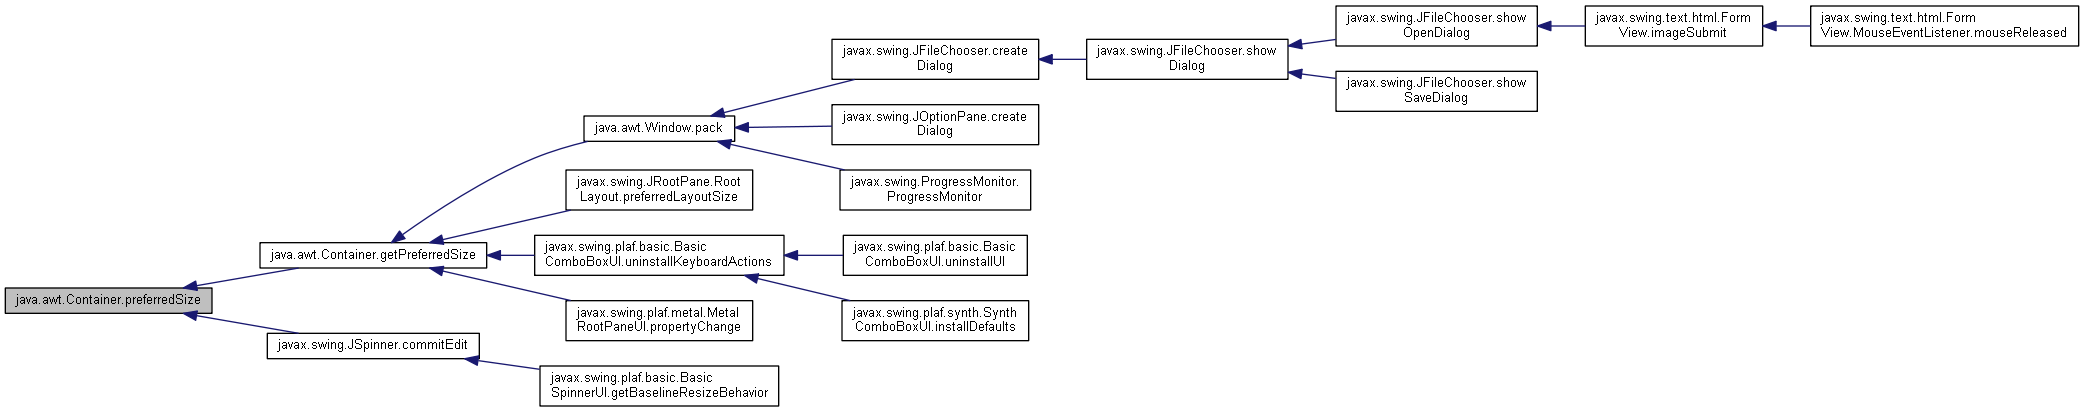 javax.swing.JFileChooser.show
OpenDialog
javax.swing.text.html.Form
View.imageSubmit
javax.swing.text.html.Form
View.MouseEventListener.mouseReleased
javax.swing.JFileChooser.create
Dialog
javax.swing.JFileChooser.show
Dialog
javax.swing.JFileChooser.show
SaveDialog
java.awt.Window.pack
javax.swing.JOptionPane.create
Dialog
javax.swing.JRootPane.Root
Layout.preferredLayoutSize
javax.swing.ProgressMonitor.
ProgressMonitor
java.awt.Container.getPreferredSize
javax.swing.plaf.basic.Basic
ComboBoxUI.uninstallKeyboardActions
javax.swing.plaf.basic.Basic
ComboBoxUI.uninstallUI
java.awt.Container.preferredSize
javax.swing.plaf.metal.Metal
RootPaneUI.propertyChange
javax.swing.plaf.synth.Synth
ComboBoxUI.installDefaults
javax.swing.JSpinner.commitEdit
javax.swing.plaf.basic.Basic
SpinnerUI.getBaselineResizeBehavior